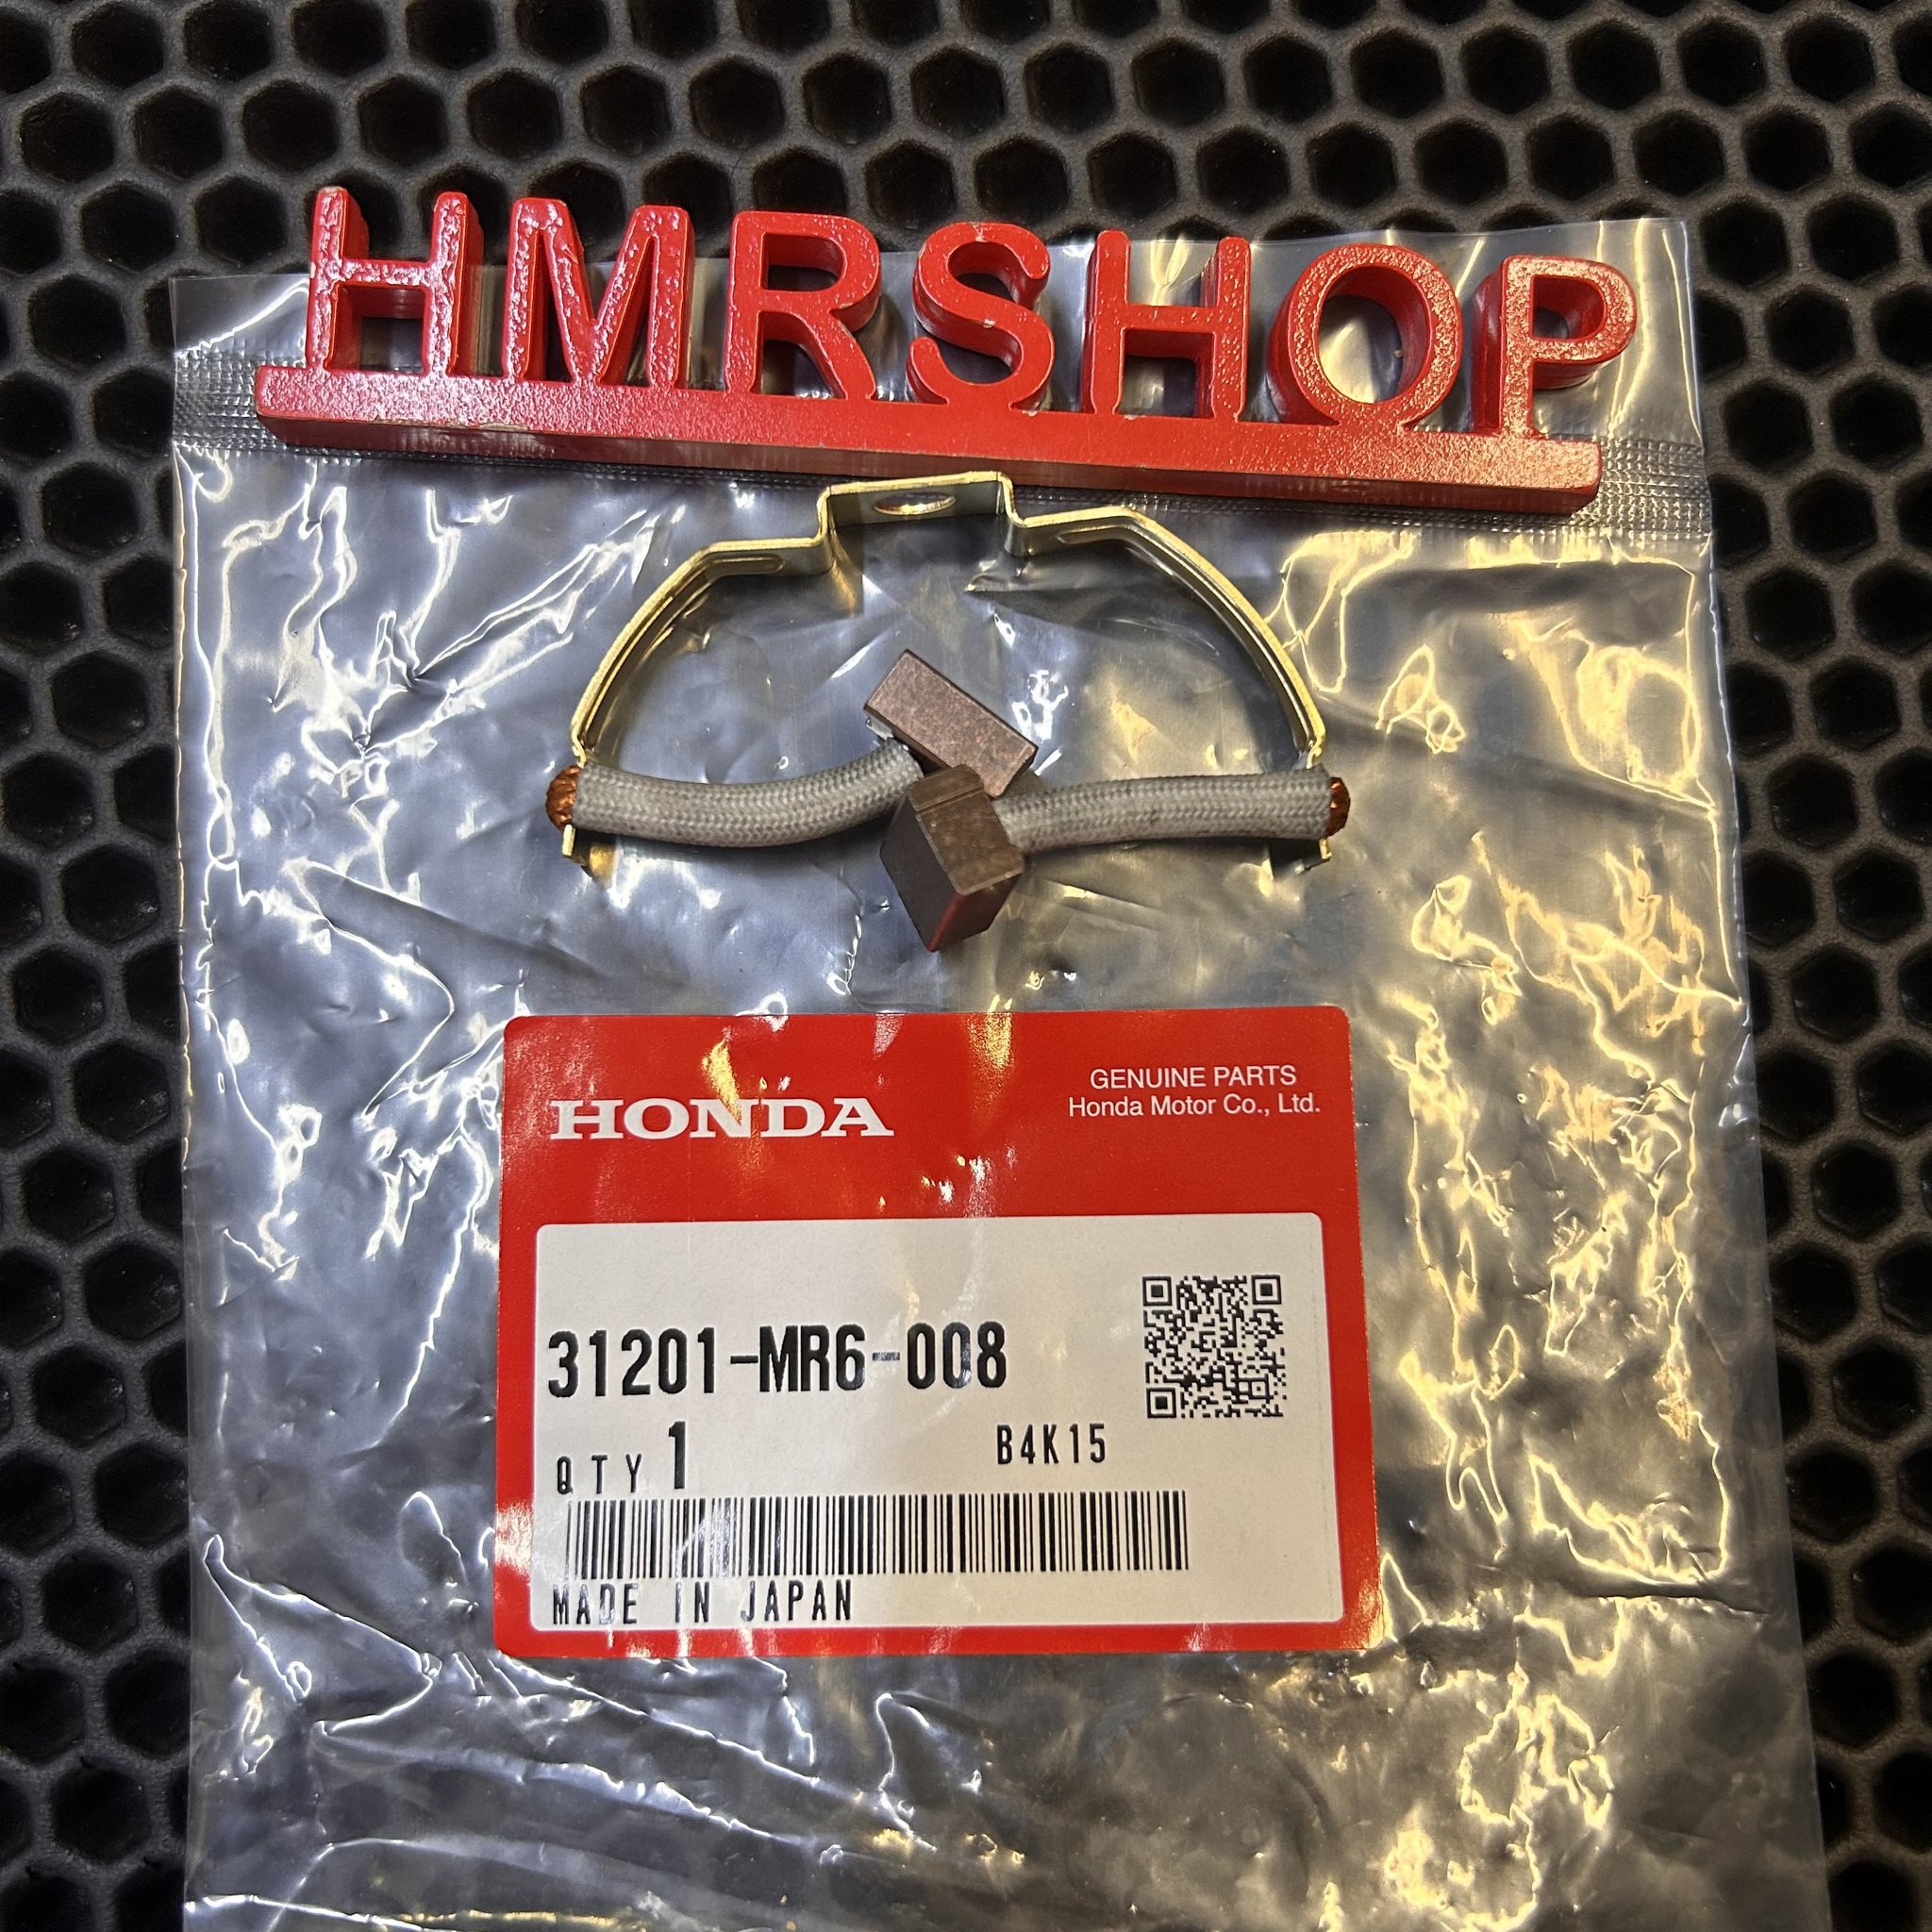 HMRSHOP
HONDA
GENUINE PARTS
Honda Motor Co., Ltd.
31201-MR6-008
QTY 1
B4K15
MADE IN JAPAN